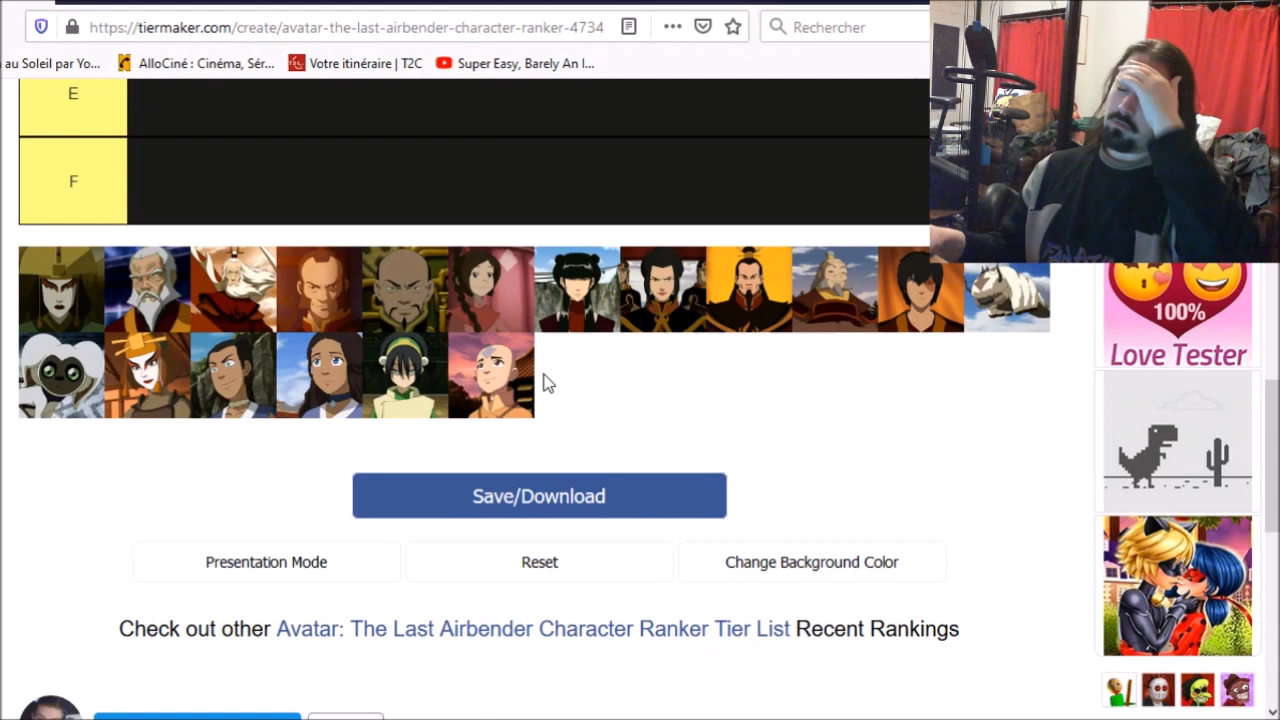 https://tiermaker.com/create/avatar-the-last-airbender-character-ranker-4734
Rechercher
au Soleil par Yo...
AlloCiné : Cinéma, Sér...
Votre itinéraire | T2C
Super Easy, Barely An I...
E
F
100%
Love Tester
Save/Download
Presentation Mode
Reset
Change Background Color
Check out other Avatar: The Last Airbender Character Ranker Tier List Recent Rankings